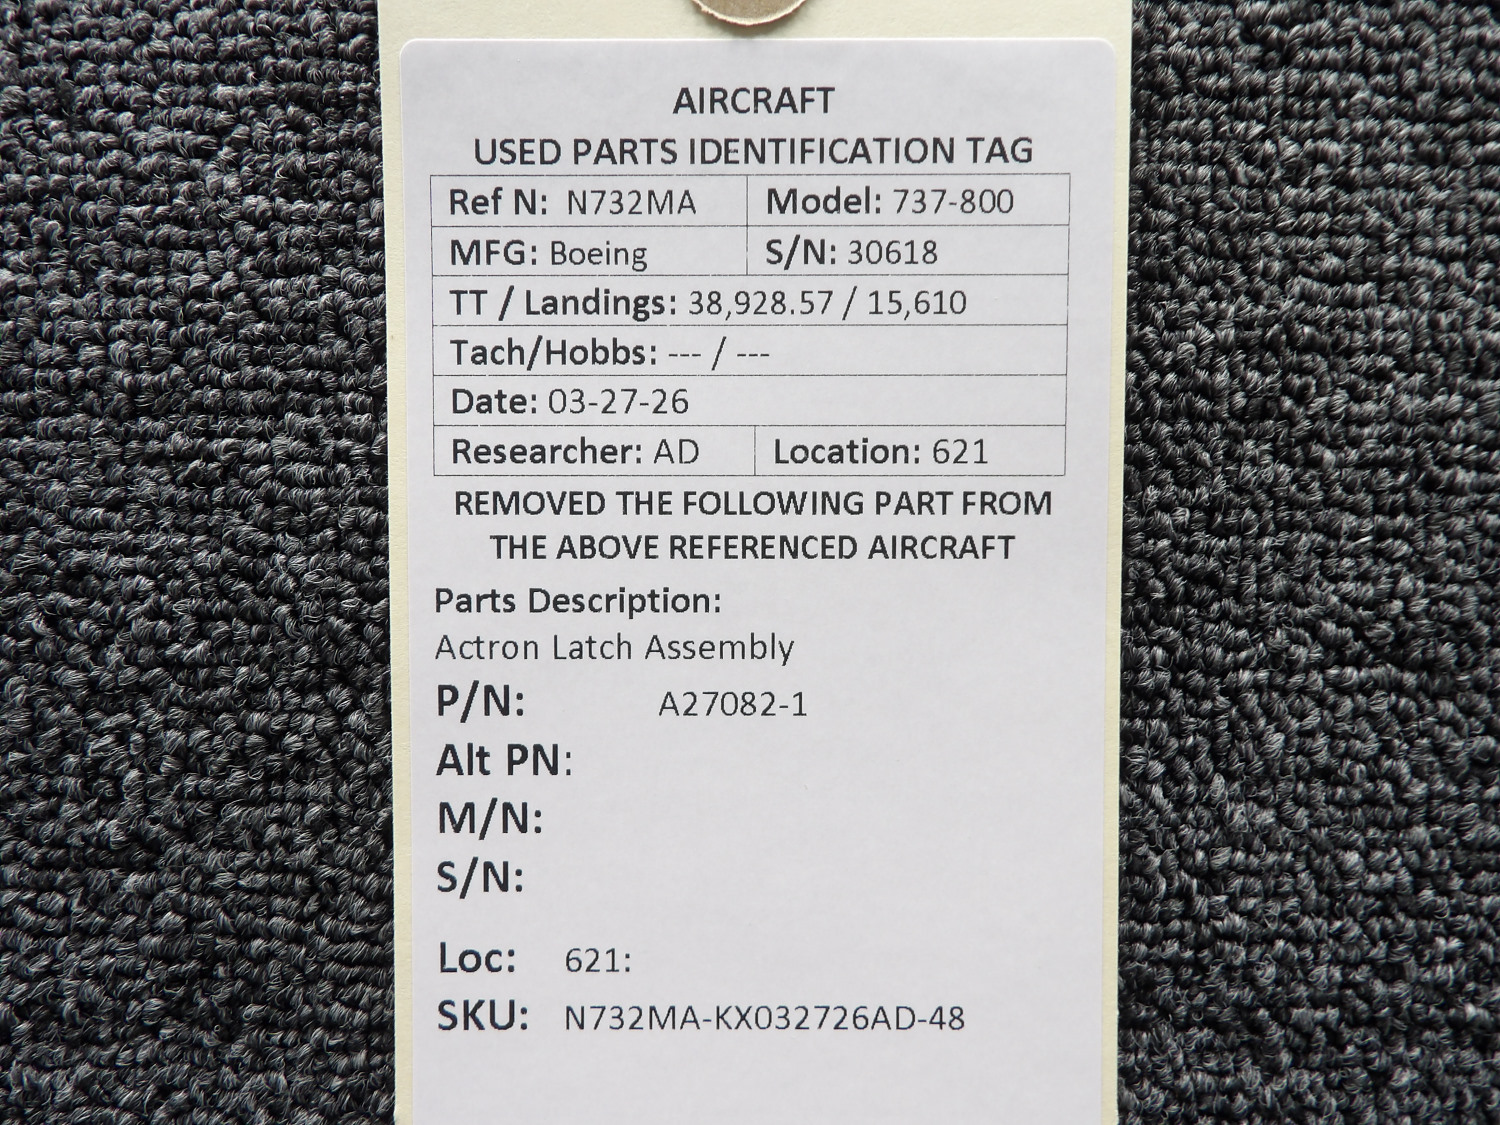 AIRCRAFT
USED PARTS IDENTIFICATION TAG
Ref N: N732MA Model: 737-800
MFG: Boeing S/N: 30618
TT / Landings: 38,928.57 / 15,610
Tach/Hobbs: --- / ---
Date: 03-27-26
Researcher: AD Location: 621
REMOVED THE FOLLOWING PART FROM
THE ABOVE REFERENCED AIRCRAFT
Parts Description:
Actron Latch Assembly
P/N: A27082-1
Alt PN:
M/N:
S/N:
Loc: 621:
SKU: N732MA-KX032726AD-48